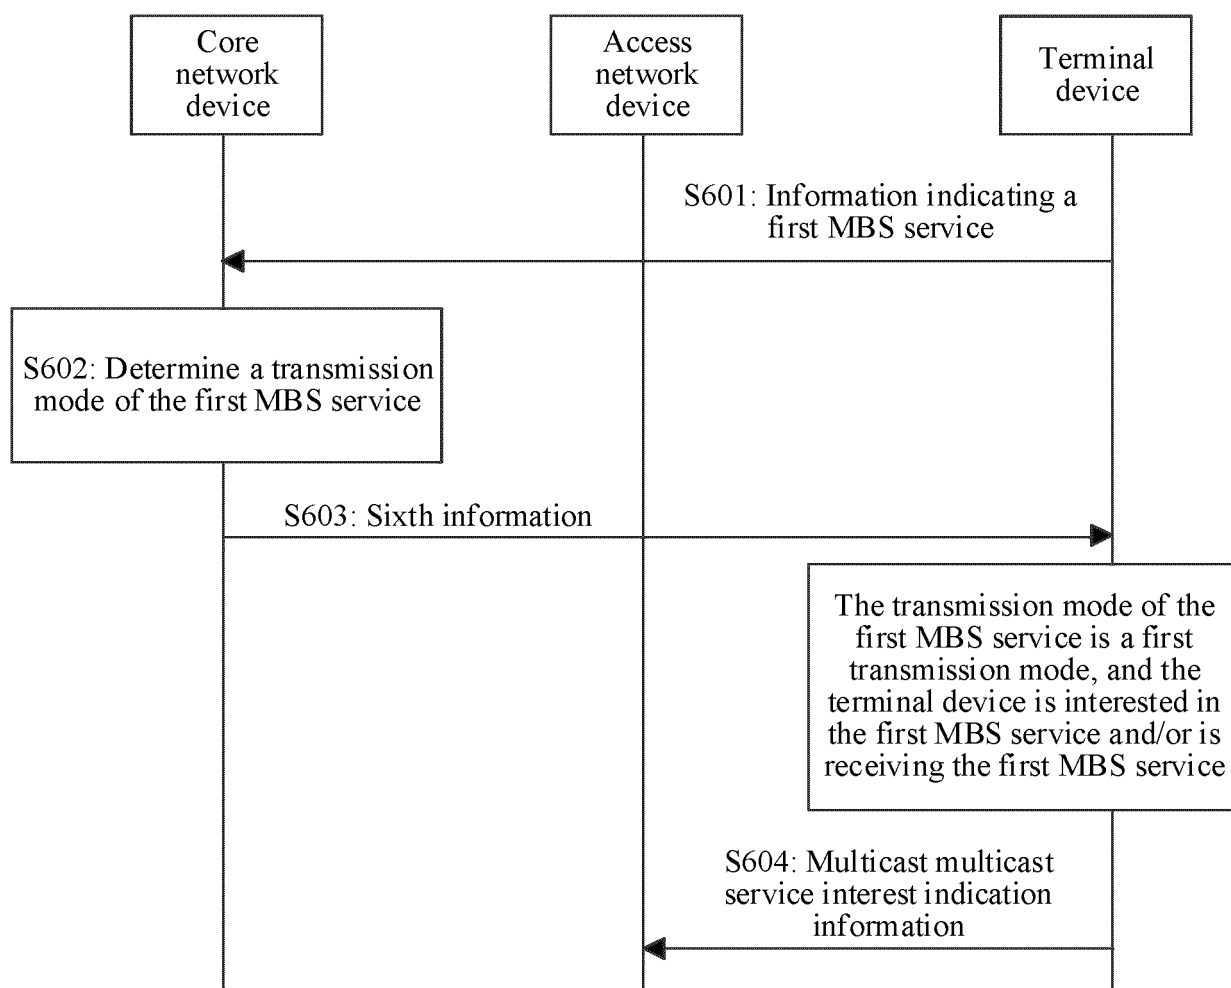 Core
network
device
Access
network
device
Terminal
device
S601: Information indicating a
first MBS service
S602: Determine a transmission
mode of the first MBS service
S603: Sixth information
The transmission mode of the
first MBS service is a first
transmission mode, and the
terminal device is interested in
the first MBS service and/or is
receiving the first MBS service
S604: Multicast multicast
service interest indication
information